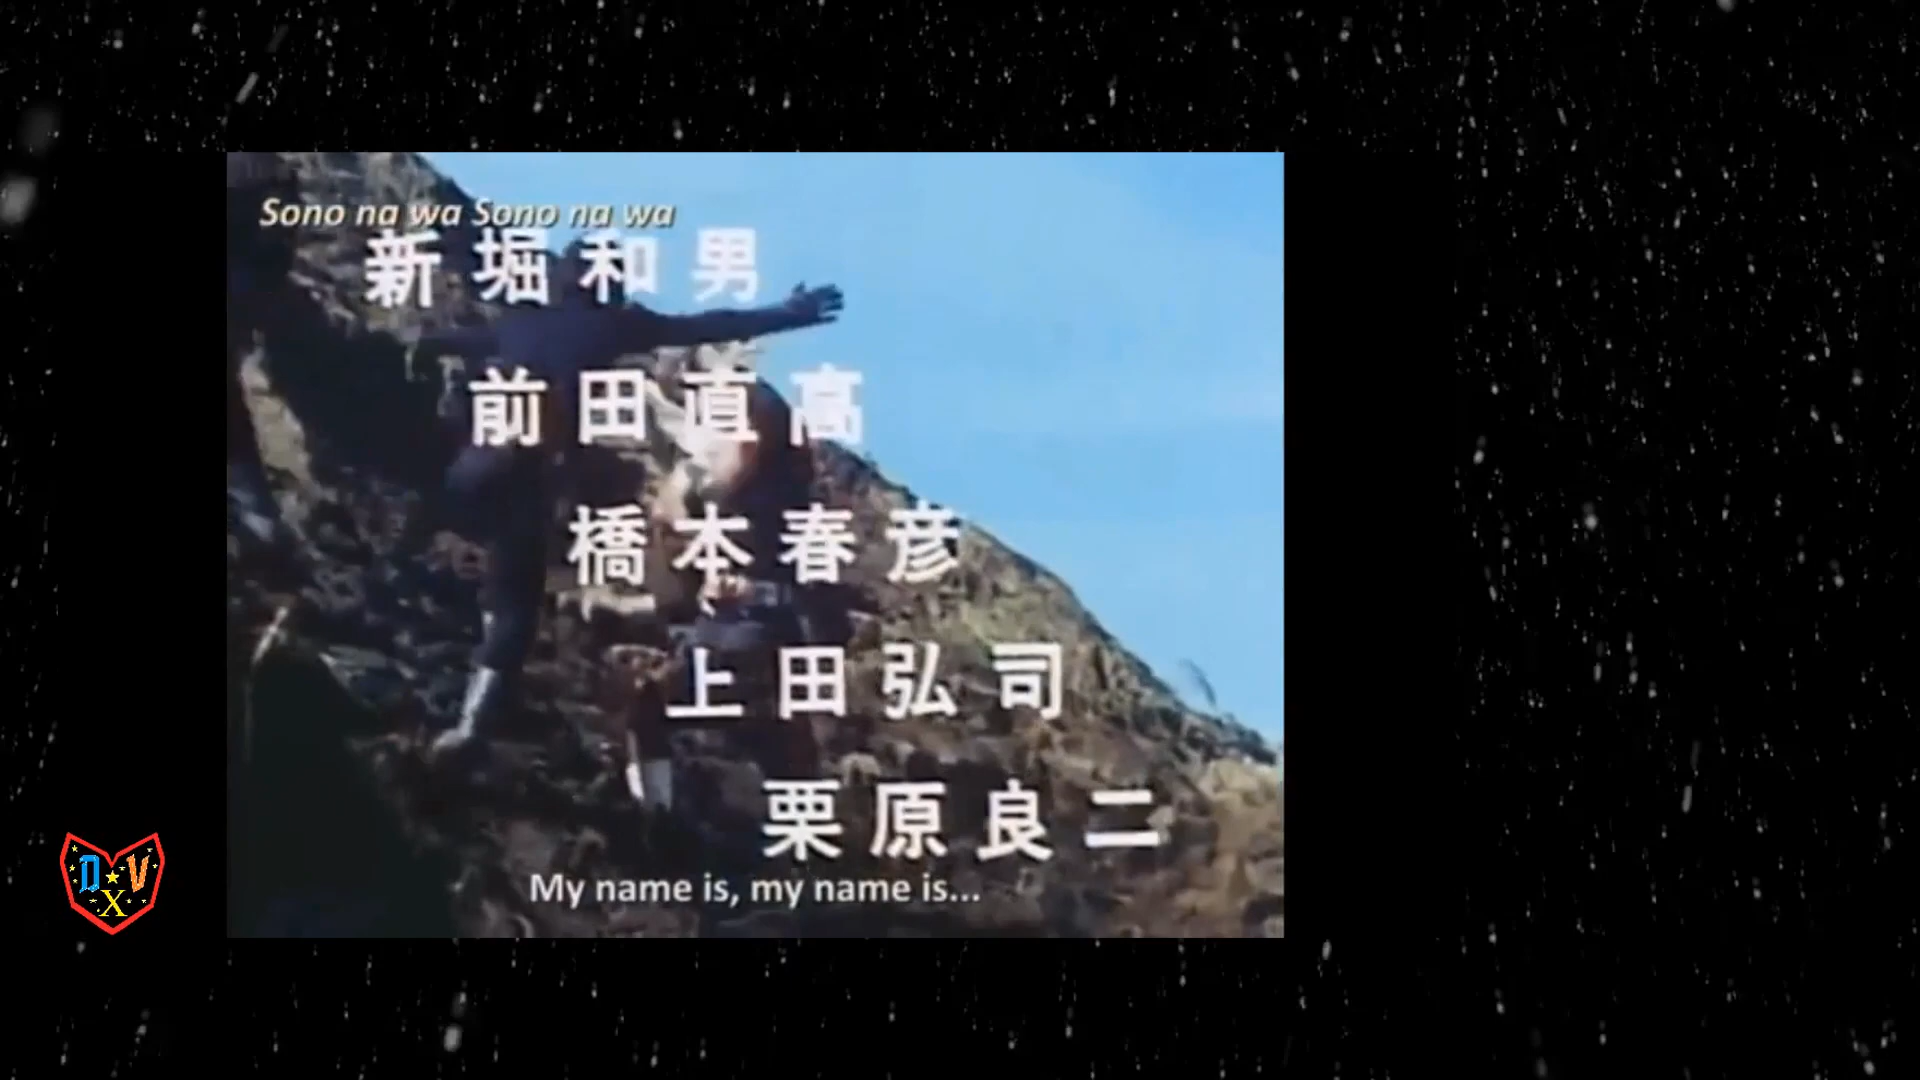 Sono na wa Sono na wa
新堀和男
前田直高
橋本春彦
上田弘司
栗原良二
My name is, my name is...
D V
X